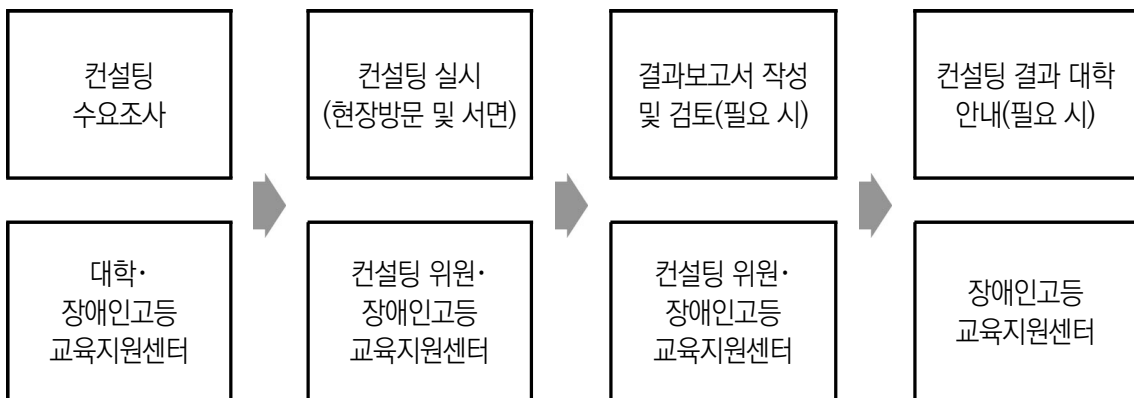 컨설팅
수요조사
컨설팅 실시
(현장방문 및 서면)
결과보고서 작성
및 검토(필요 시)
컨설팅 결과 대학
안내(필요 시)
대학·
장애인고등
교육지원센터
컨설팅 위원·
장애인고등
교육지원센터
컨설팅 위원·
장애인고등
교육지원센터
장애인고등
교육지원센터